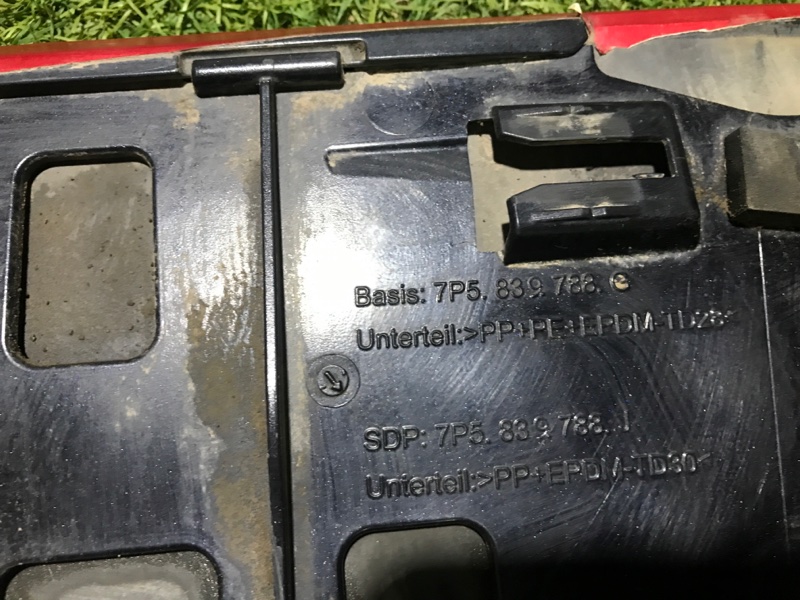 Basis: 7P5. 839 788. G
Unterteil:>PP+PE+EPDM-TD28<
SDP: 7P5. 839 788. J
Unterteil:>PP+EPDM-TD30<